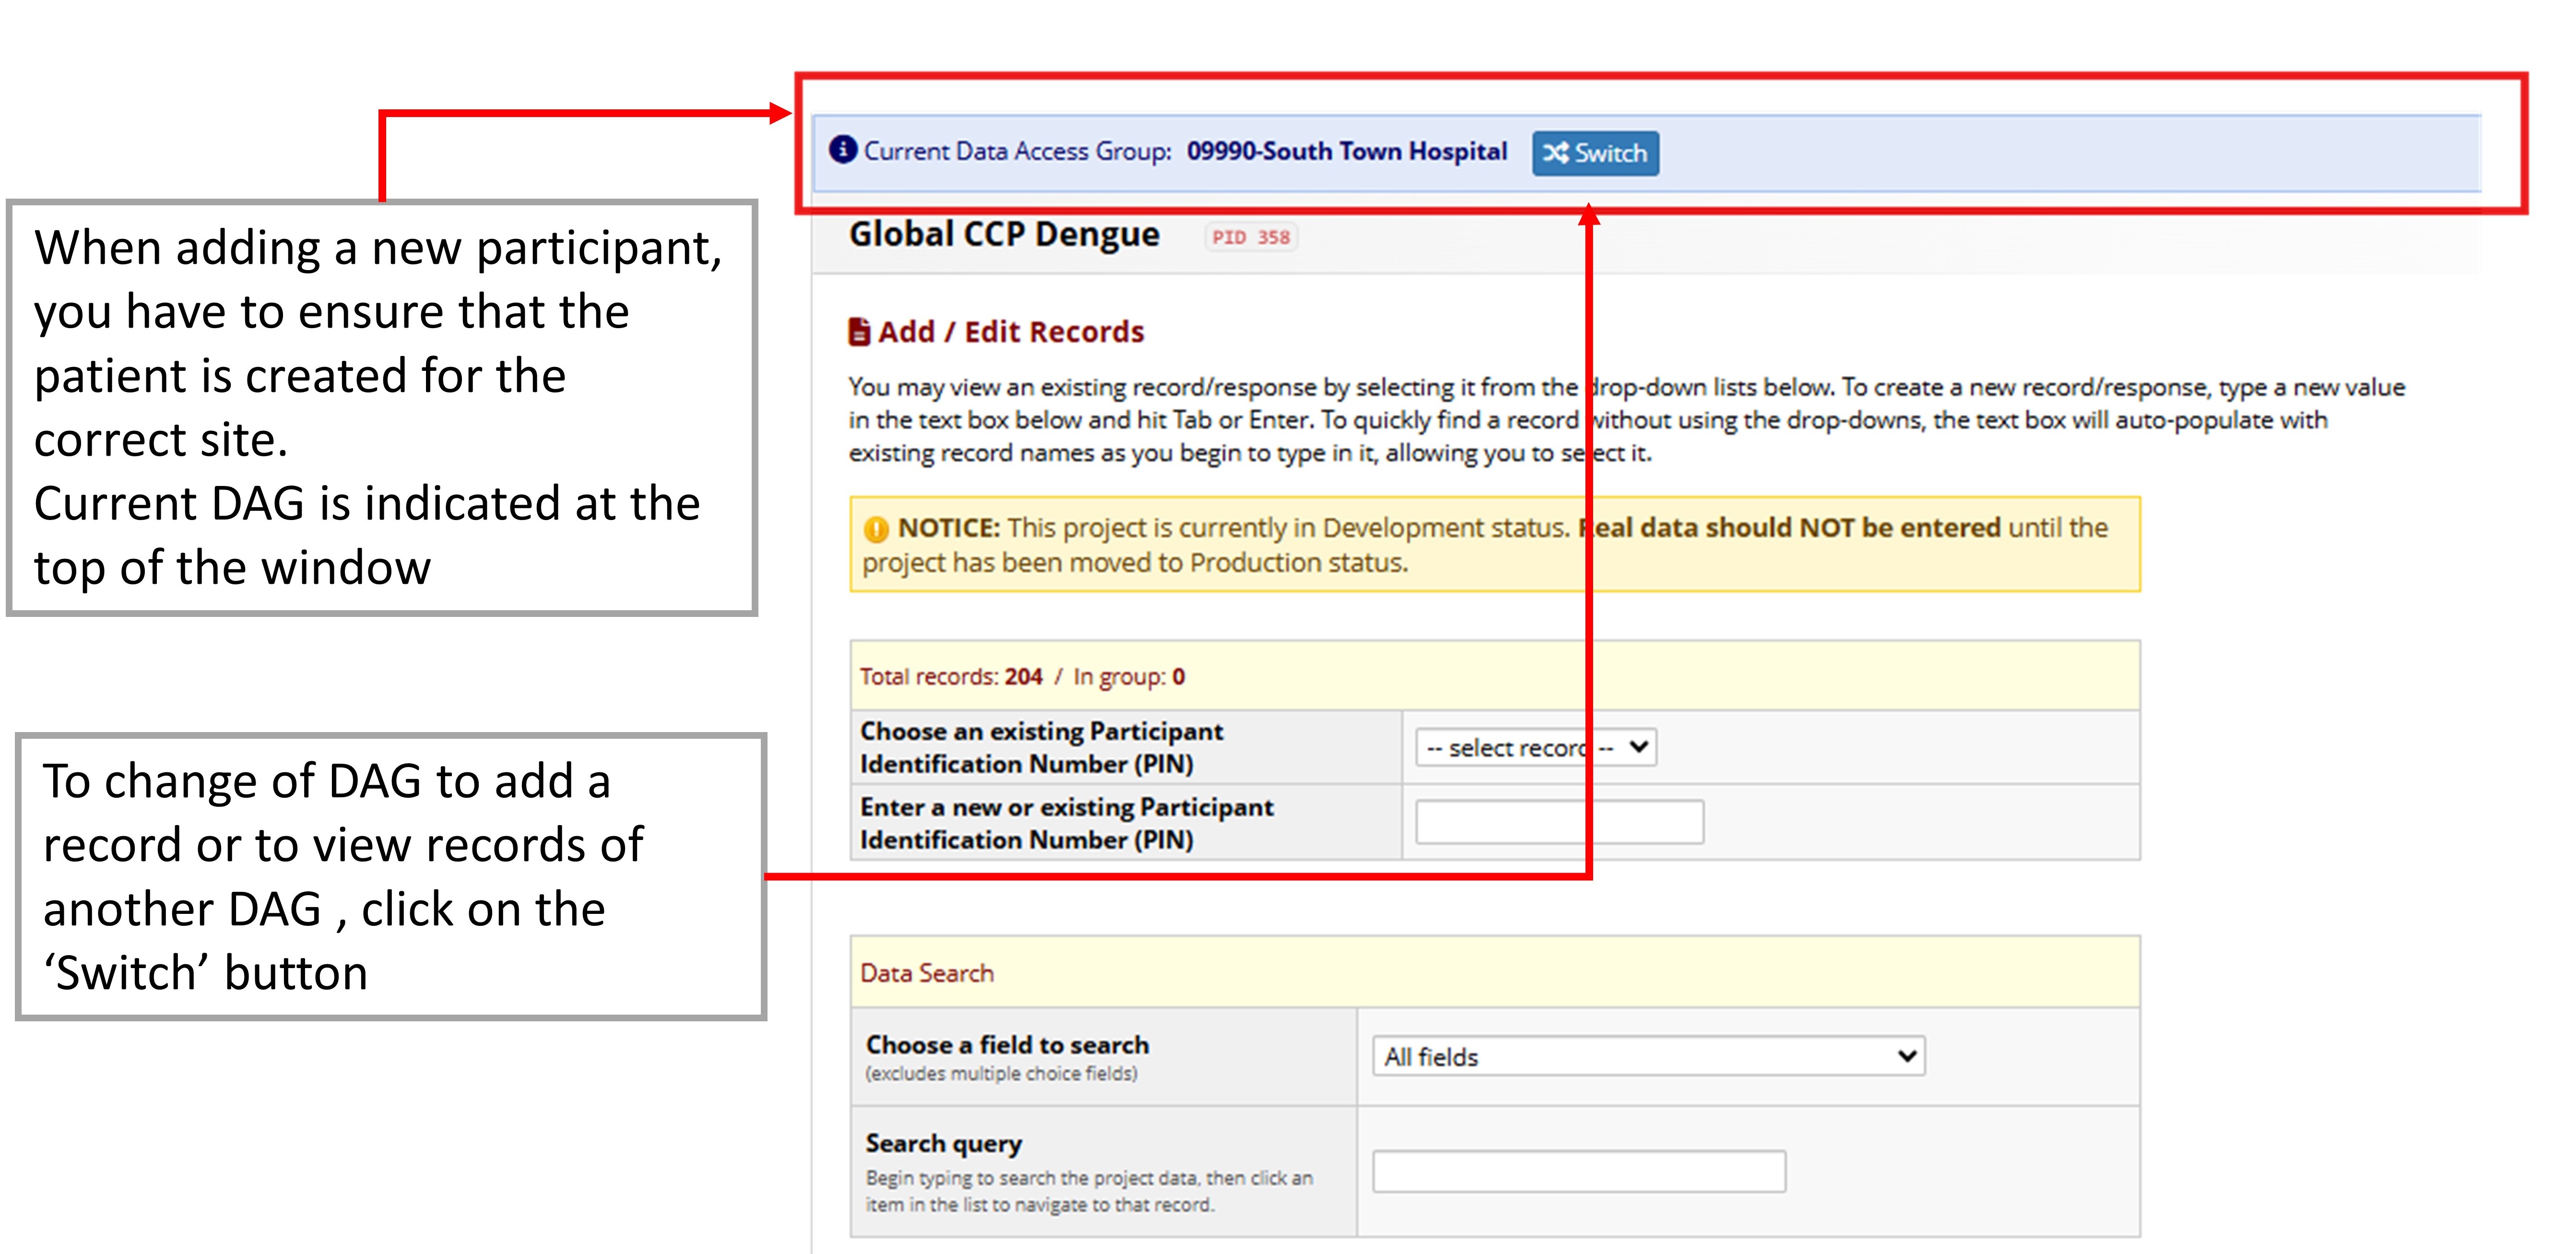 Current Data Access Group: 09990-South Town Hospital Switch
When adding a new participant,
you have to ensure that the
patient is created for the
correct site.
Current DAG is indicated at the
top of the window
Global CCP Dengue PID 358
Add / Edit Records
You may view an existing record/response by selecting it from the drop-down lists below. To create a new record/response, type a new value
in the text box below and hit Tab or Enter. To quickly find a record without using the drop-downs, the text box will auto-populate with
existing record names as you begin to type in it, allowing you to select it.
NOTICE: This project is currently in Development status. Real data should NOT be entered until the
project has been moved to Production status.
Total records: 204 / In group: 0
Choose an existing Participant
Identification Number (PIN)
-- select record --
Enter a new or existing Participant
Identification Number (PIN)
To change of DAG to add a
record or to view records of
another DAG , click on the
‘Switch’ button
Data Search
Choose a field to search
(excludes multiple choice fields)
All fields
Search query
Begin typing to search the project data, then click an
item in the list to navigate to that record.